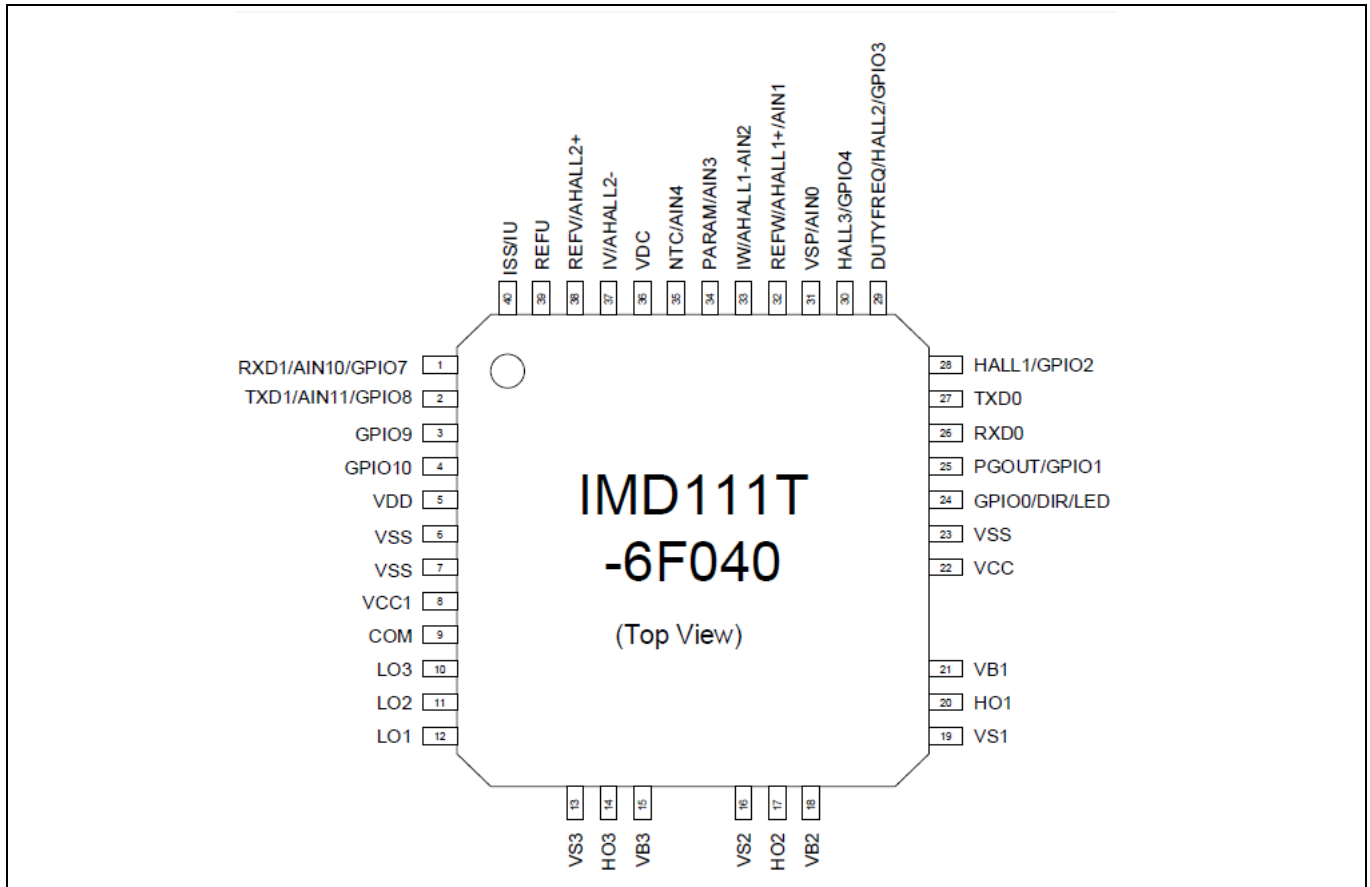 ISS/IU
REFU
REFV/AHALL2+
IV/AHALL2-
VDC
NTC/AIN4
PARAM/AIN3
IW/AHALL1-AIN2
REFW/AHALL1+/AIN1
VSP/AIN0
HALL3/GPIO4
DUTYFREQ/HALL2/GPIO3
40 39 38 37 36 35 34 33 32 31 30 29
RXD1/AIN10/GPIO7 1
TXD1/AIN11/GPIO8 2
GPIO9 3
GPIO10 4
VDD 5
VSS 6
VSS 7
VCC1 8
COM 9
LO3 10
LO2 11
LO1 12
IMD111T
-6F040
(Top View)
28 HALL1/GPIO2
27 TXD0
26 RXD0
25 PGOUT/GPIO1
24 GPIO0/DIR/LED
23 VSS
22 VCC
21 VB1
20 HO1
19 VS1
13 14 15 16 17 18
VS3
HO3
VB3
VS2
HO2
VB2